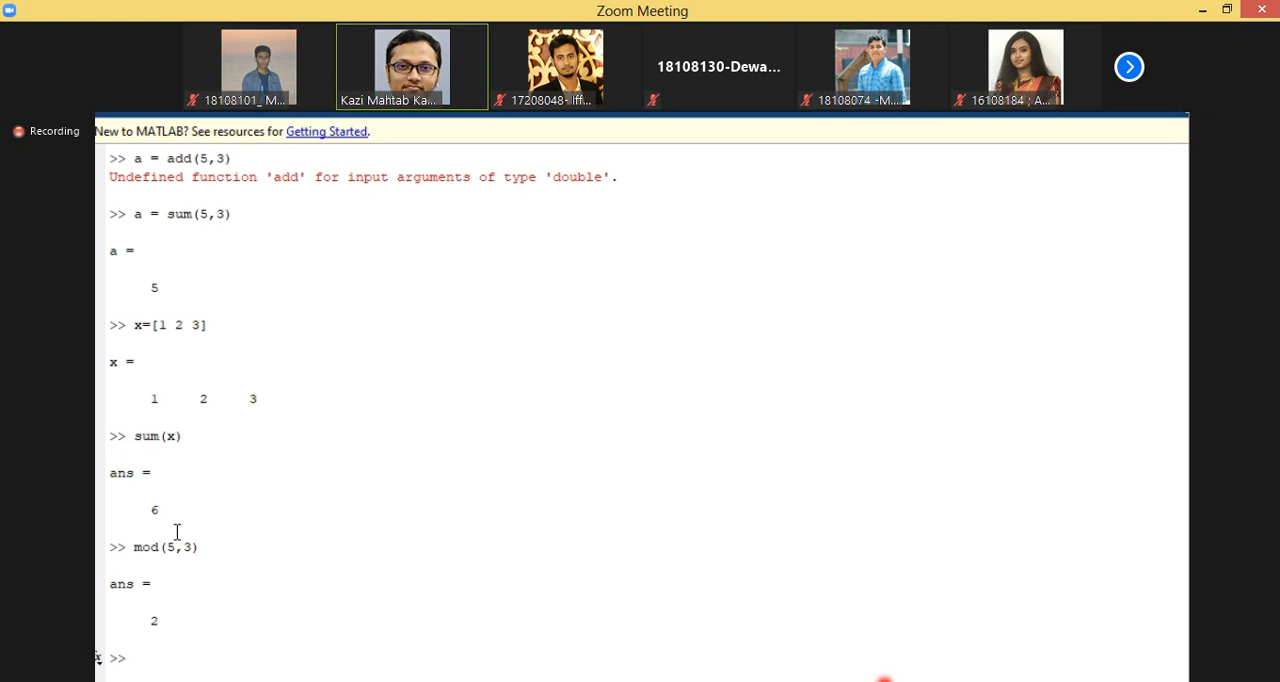 Zoom Meeting
18108101_ M...
Kazi Mahtab Ka...
17208048- Iff...
18108130-Dewa...
18108074 -M...
16108184 ; A...
Recording
New to MATLAB? See resources for Getting Started.
>> a = add(5,3)
Undefined function 'add' for input arguments of type 'double'.
>> a = sum(5,3)
a =
5
>> x=[1 2 3]
x =
1 2 3
>> sum(x)
ans =
6
>> mod(5,3)
ans =
2
>>